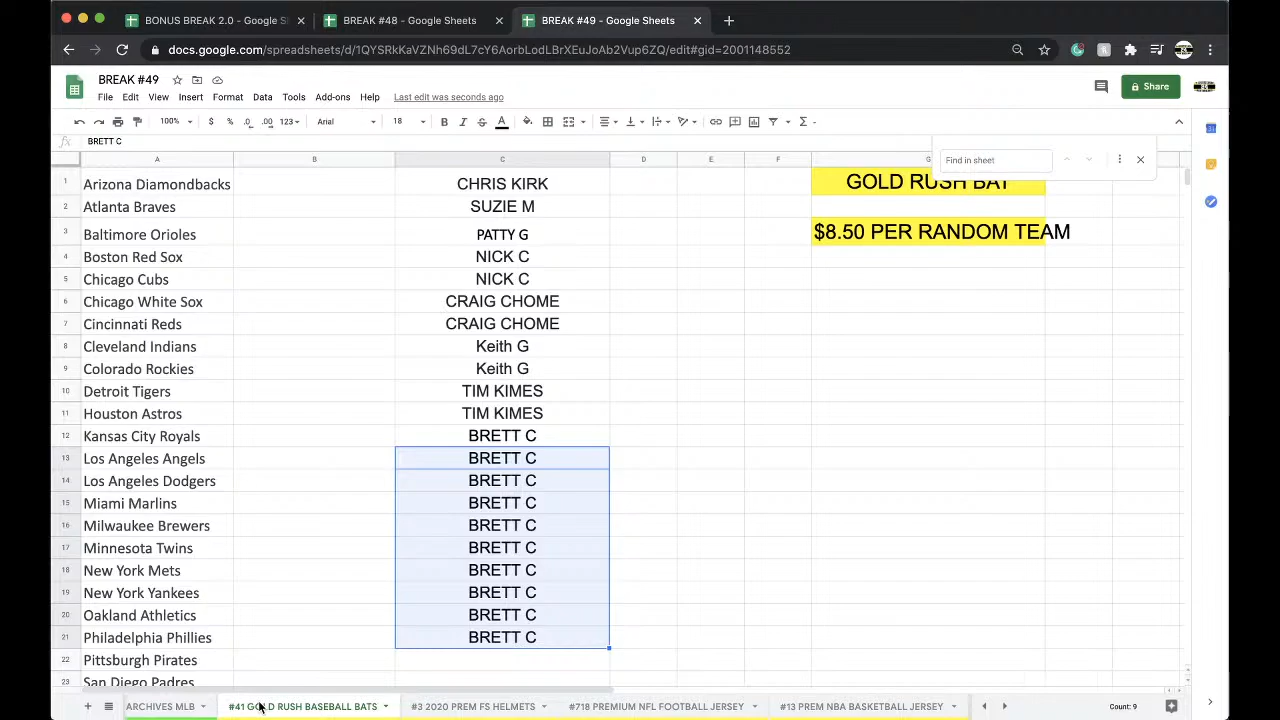 BONUS BREAK 2.0 - Google S
BREAK #48 - Google Sheets
BREAK #49 - Google Sheets
docs.google.com/spreadsheets/d/1QYSRkKaVZNh69dL7cY6AorbLodLBrXEuJoAb2Vup6ZQ/edit#gid=2001148552
BREAK #49
File Edit View Insert Format Data Tools Add-ons Help Last edit was seconds ago
Share
100% $ % .0 .00 123 Arial 18 B I S A
fx BRETT C
Find in sheet
A B C D E F G
1 Arizona Diamondbacks CHRIS KIRK GOLD RUSH BAT
2 Atlanta Braves SUZIE M
3 Baltimore Orioles PATTY G $8.50 PER RANDOM TEAM
4 Boston Red Sox NICK C
5 Chicago Cubs NICK C
6 Chicago White Sox CRAIG CHOME
7 Cincinnati Reds CRAIG CHOME
8 Cleveland Indians Keith G
9 Colorado Rockies Keith G
10 Detroit Tigers TIM KIMES
11 Houston Astros TIM KIMES
12 Kansas City Royals BRETT C
13 Los Angeles Angels BRETT C
14 Los Angeles Dodgers BRETT C
15 Miami Marlins BRETT C
16 Milwaukee Brewers BRETT C
17 Minnesota Twins BRETT C
18 New York Mets BRETT C
19 New York Yankees BRETT C
20 Oakland Athletics BRETT C
21 Philadelphia Phillies BRETT C
22 Pittsburgh Pirates
23 San Diego Padres
ARCHIVES MLB #41 GOLD RUSH BASEBALL BATS #3 2020 PREM FS HELMETS #718 PREMIUM NFL FOOTBALL JERSEY #13 PREM NBA BASKETBALL JERSEY Count: 9